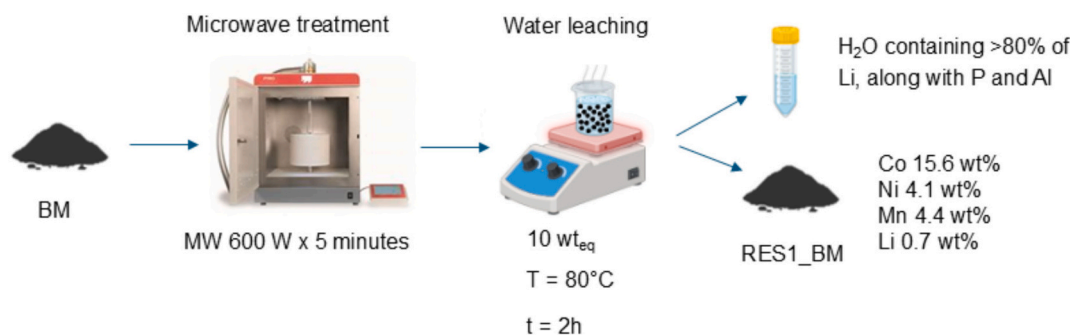 Microwave treatment
Water leaching
H₂O containing >80% of
Li, along with P and Al
BM
MW 600 W x 5 minutes
10 wt_eq
T = 80°C
t = 2h
RES1_BM
Co 15.6 wt%
Ni 4.1 wt%
Mn 4.4 wt%
Li 0.7 wt%